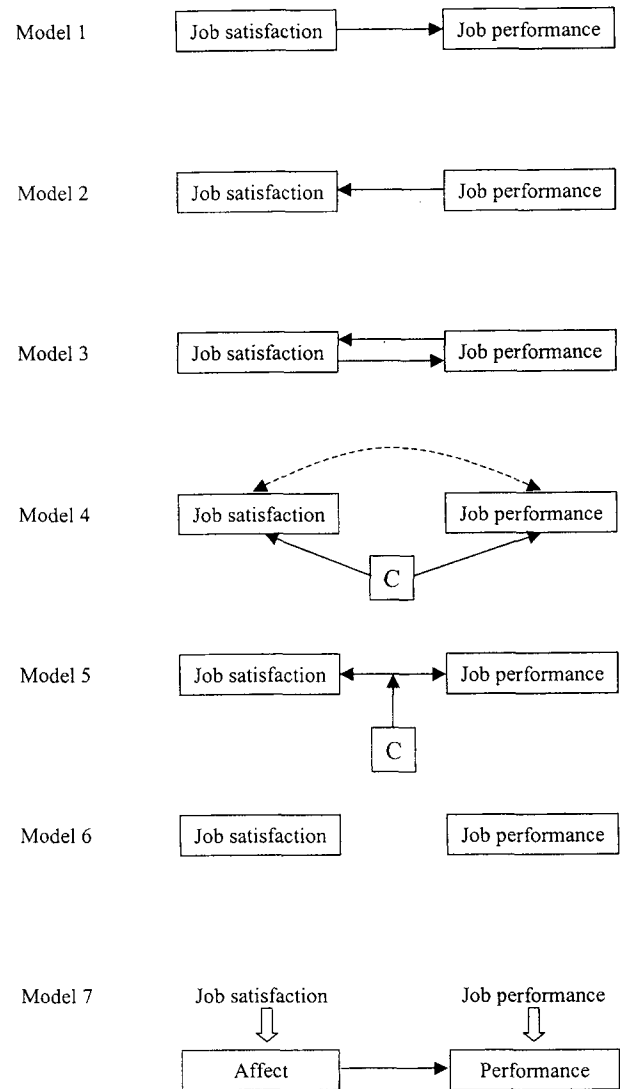 Model 1 Job satisfaction Job performance
Model 2 Job satisfaction Job performance
Model 3 Job satisfaction Job performance
Model 4 Job satisfaction Job performance
C
Model 5 Job satisfaction Job performance
C
Model 6 Job satisfaction Job performance
Model 7 Job satisfaction Job performance
Affect Performance